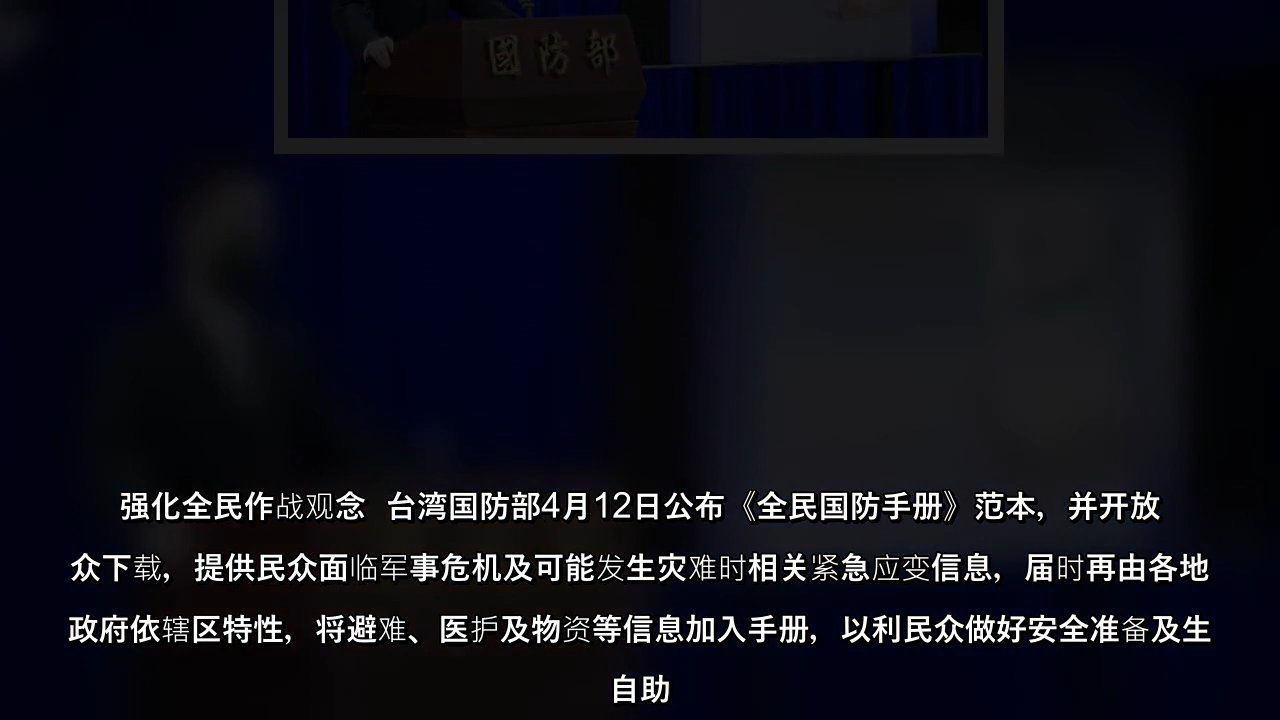 國防部
强化全民作战观念 台湾国防部4月12日公布《全民国防手册》范本，并开放
众下载，提供民众面临军事危机及可能发生灾难时相关紧急应变信息，届时再由各地
政府依辖区特性，将避难、医护及物资等信息加入手册，以利民众做好安全准备及生
自助